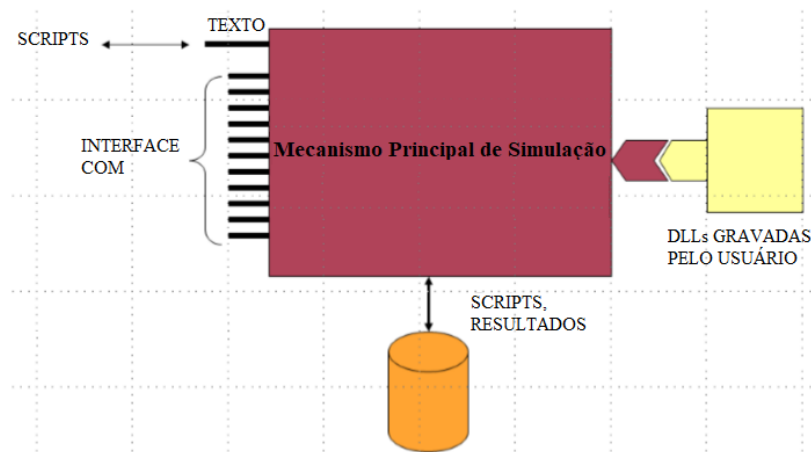 TEXTO
SCRIPTS
INTERFACE
COM
Mecanismo Principal de Simulação
DLLs GRAVADAS
PELO USUÁRIO
SCRIPTS,
RESULTADOS